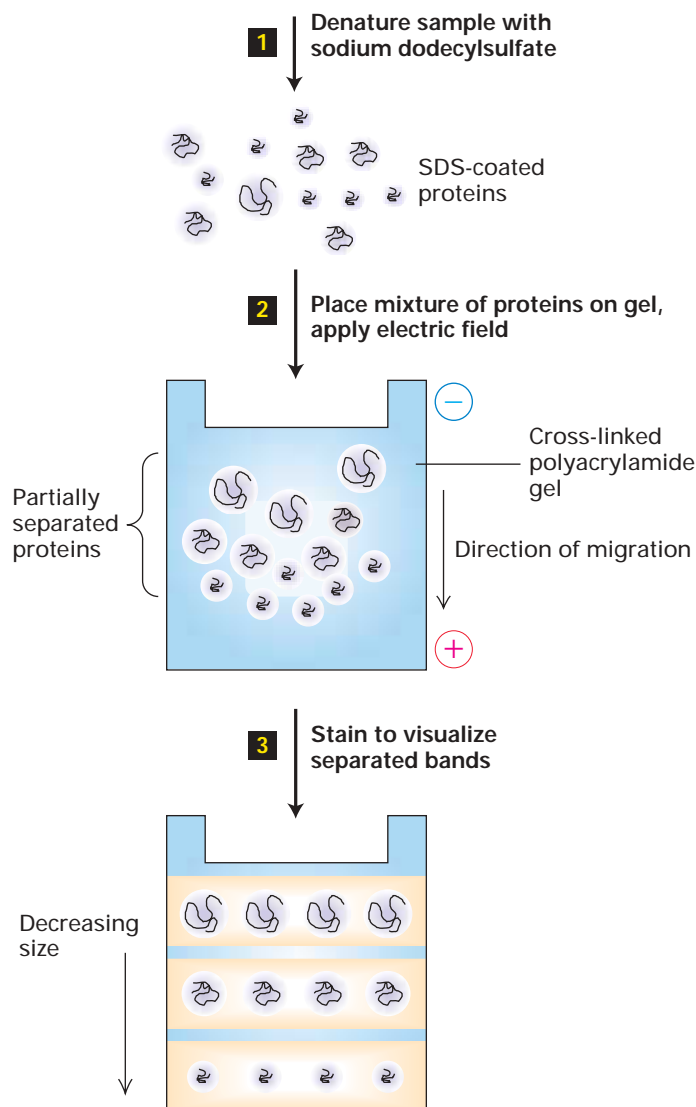 1
Denature sample with
sodium dodecylsulfate
SDS-coated
proteins
2
Place mixture of proteins on gel,
apply electric field
−
Cross-linked
polyacrylamide
gel
Partially
separated
proteins
Direction of migration
+
3
Stain to visualize
separated bands
Decreasing
size